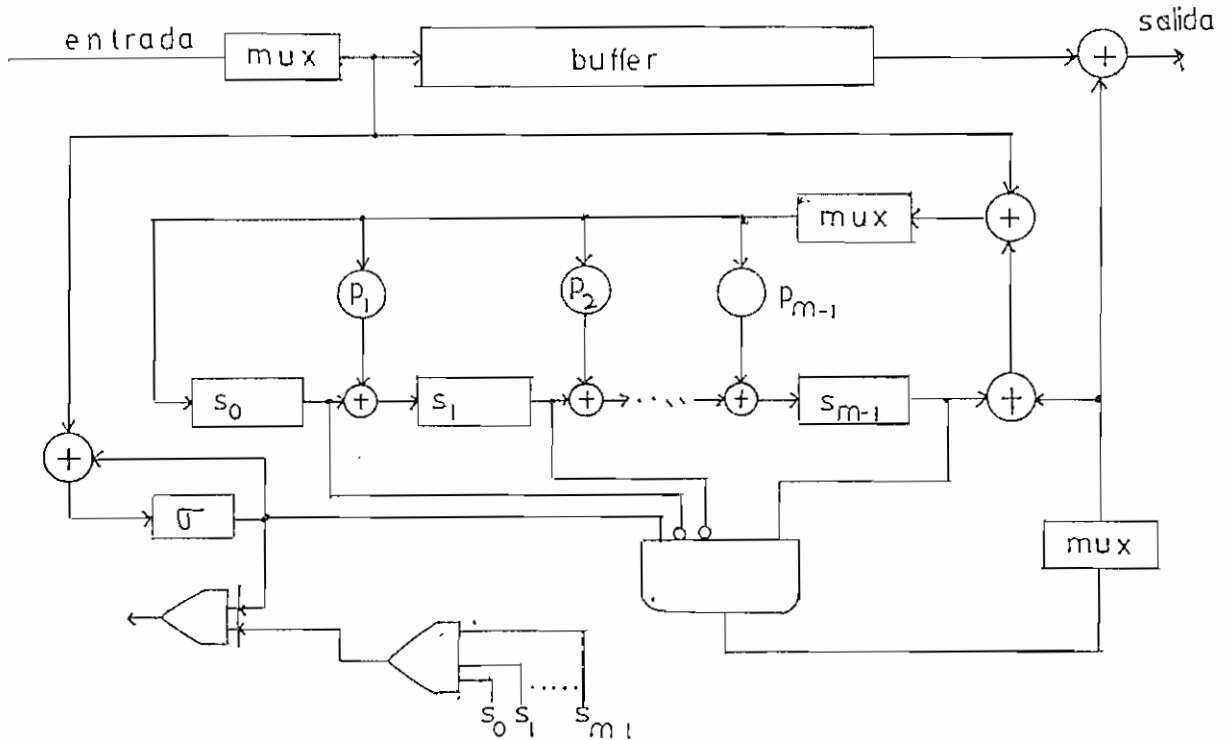 entrada
mux
buffer
+
salida
mux
+
p1
p2
pm-1
s0
+
s1
+
.....
+
sm-1
+
+
σ
mux
.....
s0 s1 sm-1